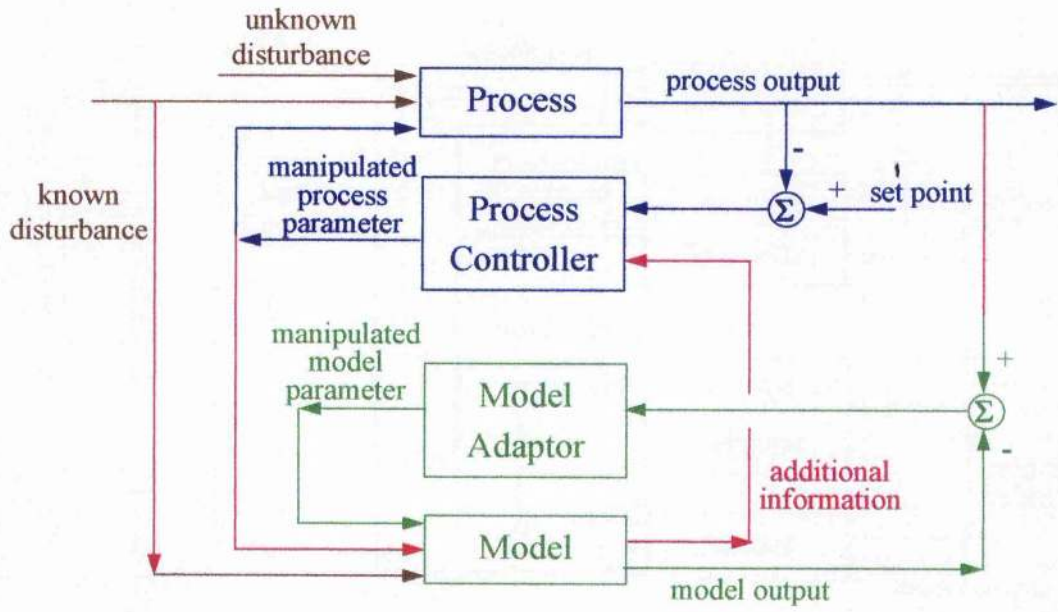 unknown
disturbance
Process
process output
-
manipulated
process
parameter
Process
Controller
Σ
+
set point
known
disturbance
manipulated
model
parameter
Model
Adaptor
+
Σ
-
additional
information
Model
model output